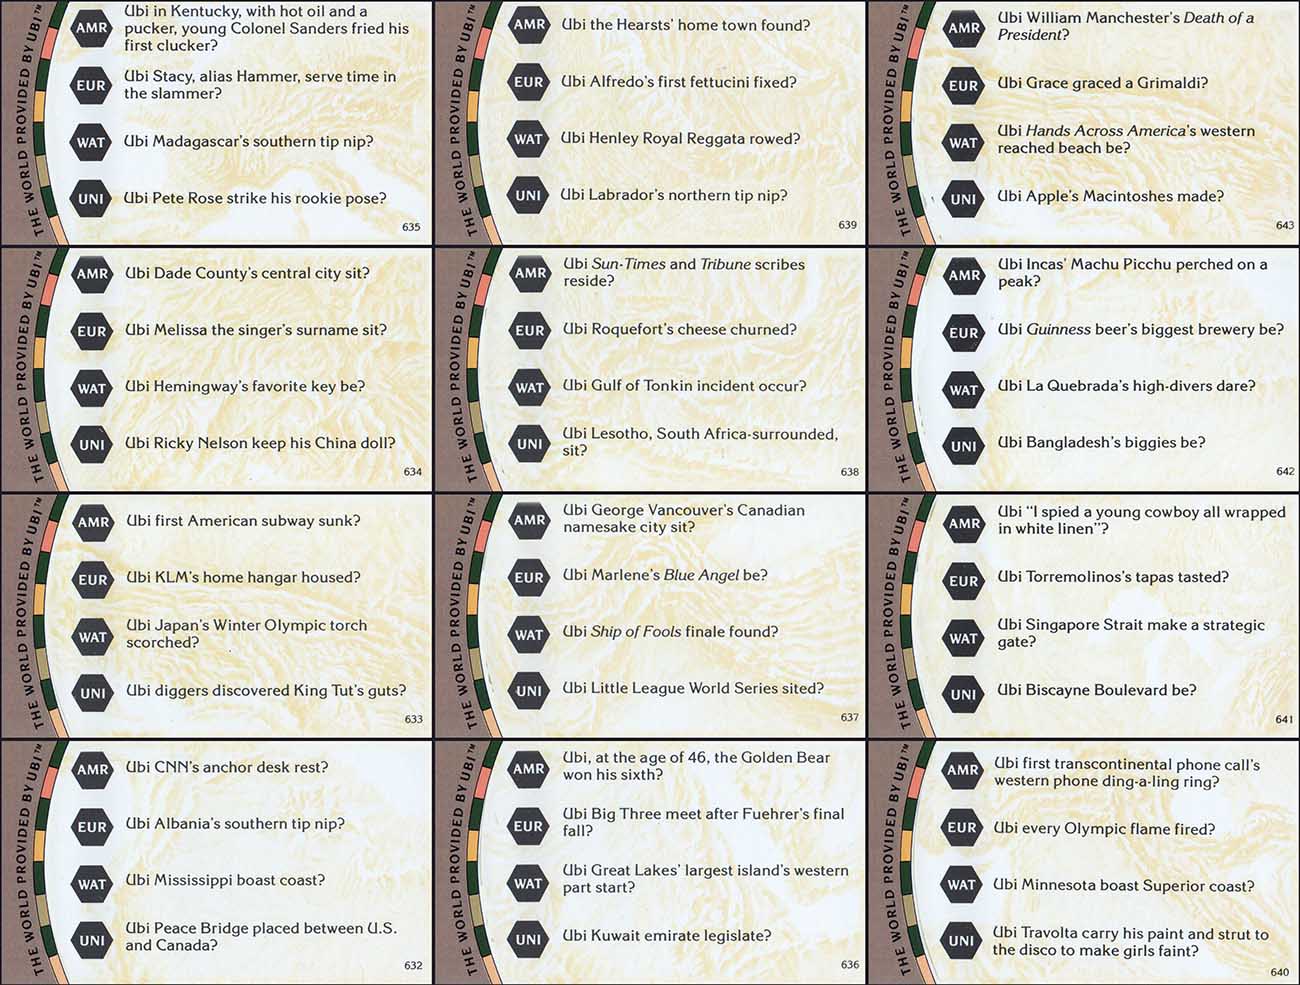 THE WORLD PROVIDED BY UBI™
AMR
Ubi in Kentucky, with hot oil and a
pucker, young Colonel Sanders fried his
first clucker?
EUR
Ubi Stacy, alias Hammer, serve time in
the slammer?
WAT
Ubi Madagascar's southern tip nip?
UNI
Ubi Pete Rose strike his rookie pose?
635
THE WORLD PROVIDED BY UBI™
AMR
Ubi the Hearsts' home town found?
EUR
Ubi Alfredo's first fettucini fixed?
WAT
Ubi Henley Royal Reggata rowed?
UNI
Ubi Labrador's northern tip nip?
639
THE WORLD PROVIDED BY UBI™
AMR
Ubi William Manchester's Death of a
President?
EUR
Ubi Grace graced a Grimaldi?
WAT
Ubi Hands Across America's western
reached beach be?
UNI
Ubi Apple's Macintoshes made?
643
THE WORLD PROVIDED BY UBI™
AMR
Ubi Dade County's central city sit?
EUR
Ubi Melissa the singer's surname sit?
WAT
Ubi Hemingway's favorite key be?
UNI
Ubi Ricky Nelson keep his China doll?
634
THE WORLD PROVIDED BY UBI™
AMR
Ubi Sun-Times and Tribune scribes
reside?
EUR
Ubi Roquefort's cheese churned?
WAT
Ubi Gulf of Tonkin incident occur?
UNI
Ubi Lesotho, South Africa-surrounded,
sit?
638
THE WORLD PROVIDED BY UBI™
AMR
Ubi Incas' Machu Picchu perched on a
peak?
EUR
Ubi Guinness beer's biggest brewery be?
WAT
Ubi La Quebrada's high-divers dare?
UNI
Ubi Bangladesh's biggies be?
642
THE WORLD PROVIDED BY UBI™
AMR
Ubi first American subway sunk?
EUR
Ubi KLM's home hangar housed?
WAT
Ubi Japan's Winter Olympic torch
scorched?
UNI
Ubi diggers discovered King Tut's guts?
633
THE WORLD PROVIDED BY UBI™
AMR
Ubi George Vancouver's Canadian
namesake city sit?
EUR
Ubi Marlene's Blue Angel be?
WAT
Ubi Ship of Fools finale found?
UNI
Ubi Little League World Series sited?
637
THE WORLD PROVIDED BY UBI™
AMR
Ubi "I spied a young cowboy all wrapped
in white linen"?
EUR
Ubi Torremolinos's tapas tasted?
WAT
Ubi Singapore Strait make a strategic
gate?
UNI
Ubi Biscayne Boulevard be?
641
THE WORLD PROVIDED BY UBI™
AMR
Ubi CNN's anchor desk rest?
EUR
Ubi Albania's southern tip nip?
WAT
Ubi Mississippi boast coast?
UNI
Ubi Peace Bridge placed between U.S.
and Canada?
632
THE WORLD PROVIDED BY UBI™
AMR
Ubi, at the age of 46, the Golden Bear
won his sixth?
EUR
Ubi Big Three meet after Fuehrer's final
fall?
WAT
Ubi Great Lakes' largest island's western
part start?
UNI
Ubi Kuwait emirate legislate?
636
THE WORLD PROVIDED BY UBI™
AMR
Ubi first transcontinental phone call's
western phone ding-a-ling ring?
EUR
Ubi every Olympic flame fired?
WAT
Ubi Minnesota boast Superior coast?
UNI
Ubi Travolta carry his paint and strut to
the disco to make girls faint?
640